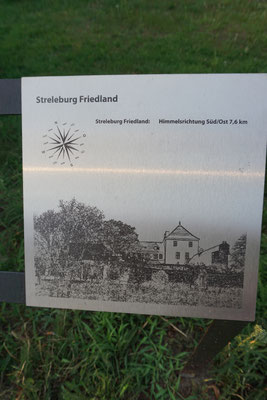 Streleburg Friedland
Streleburg Friedland: Himmelsrichtung Süd/Ost 7,6 km